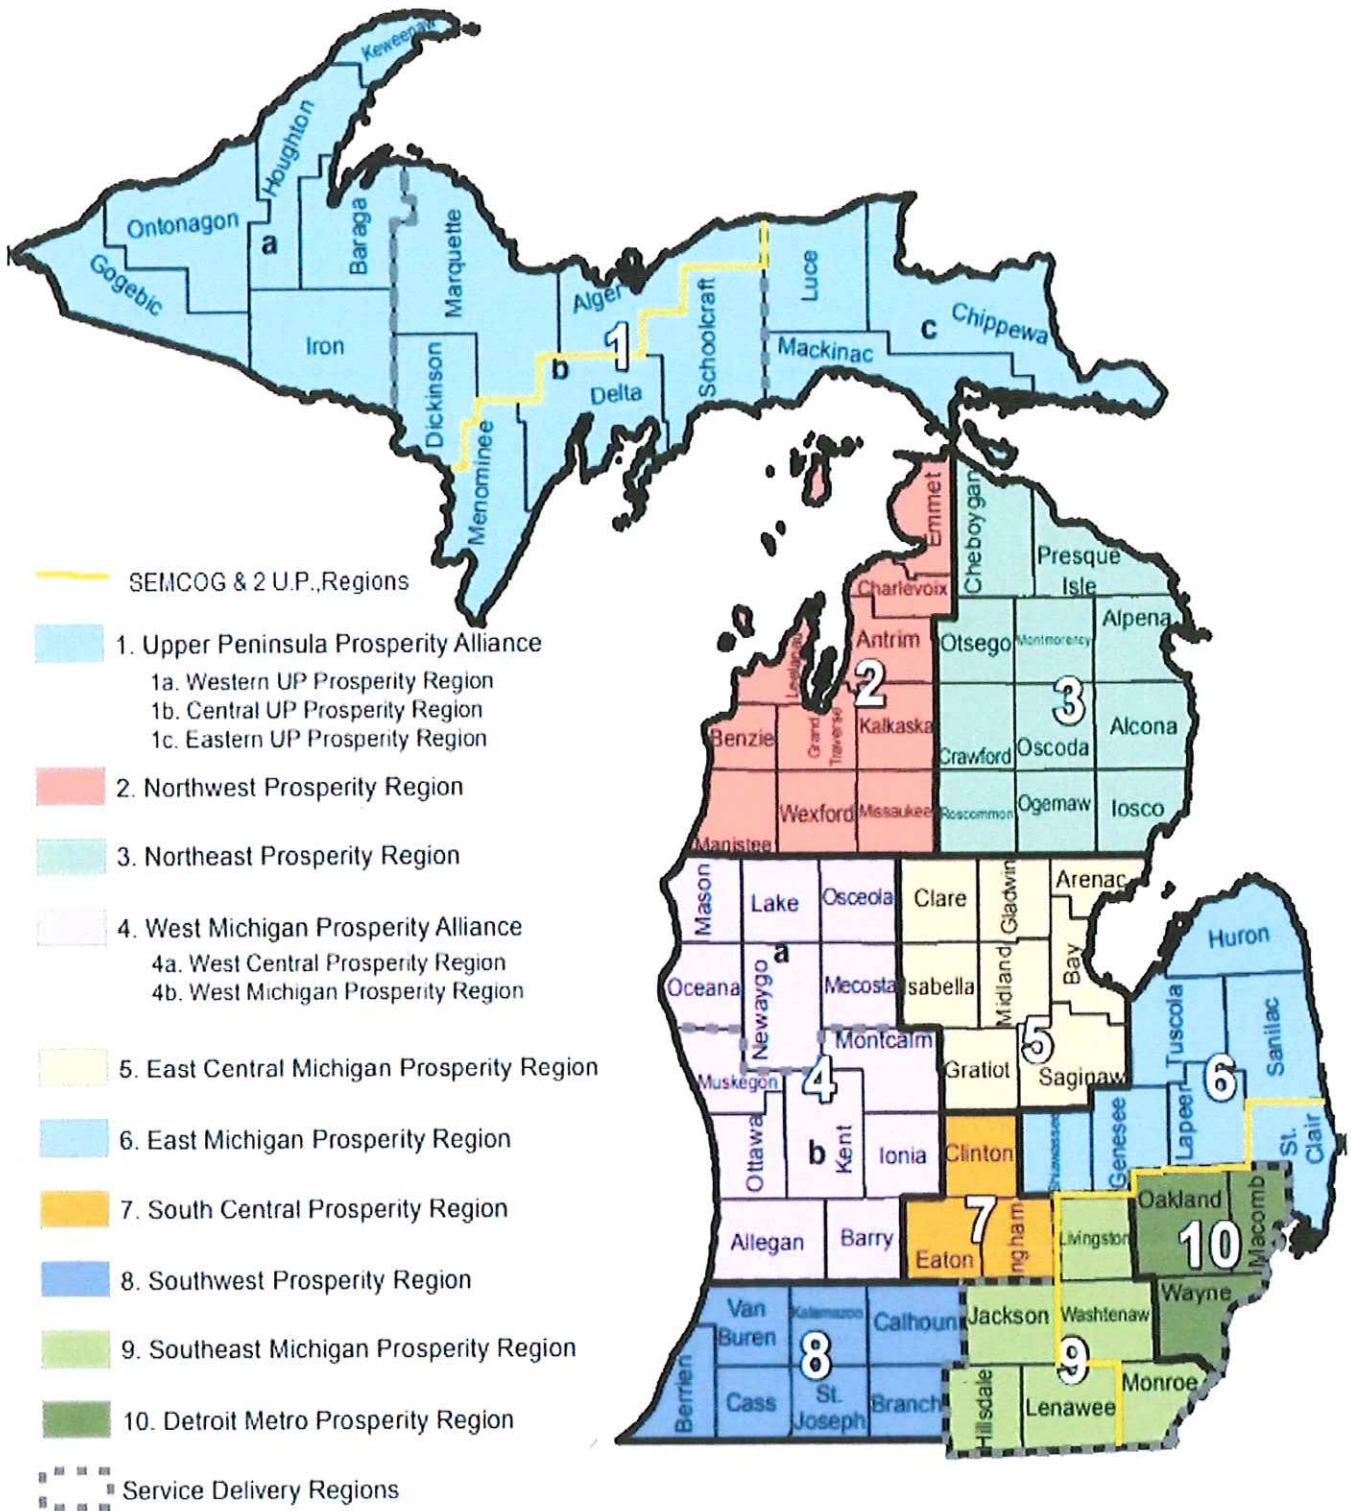 Keweenaw
Houghton
Ontonagon
a
Baraga
Gogebic
Iron
Marquette
Dickinson
Menominee
Alger
1
b
Delta
Schoolcraft
Luce
Mackinac
c
Chippewa
SEMCOG & 2 U.P.,Regions
1. Upper Peninsula Prosperity Alliance
1a. Western UP Prosperity Region
1b. Central UP Prosperity Region
1c. Eastern UP Prosperity Region
2. Northwest Prosperity Region
3. Northeast Prosperity Region
4. West Michigan Prosperity Alliance
4a. West Central Prosperity Region
4b. West Michigan Prosperity Region
5. East Central Michigan Prosperity Region
6. East Michigan Prosperity Region
7. South Central Prosperity Region
8. Southwest Prosperity Region
9. Southeast Michigan Prosperity Region
10. Detroit Metro Prosperity Region
Service Delivery Regions
Emmet
Cheboygan
Presque
Isle
Charlevoix
Antrim
Otsego
Montmorency
Alpena
Leelanau
2
3
Benzie
Grand
Traverse
Kalkaska
Crawford
Oscoda
Alcona
Manistee
Wexford
Missaukee
Roscommon
Ogemaw
Iosco
Mason
Lake
Osceola
Clare
Gladwin
Arenac
a
Oceana
Newaygo
Mecosta
Isabella
Midland
Bay
Huron
Tuscola
Sanilac
5
6
Montcalm
Muskegon
4
Gratiot
Saginaw
Ottawa
b
Kent
Ionia
Clinton
Shiawassee
Genesee
Lapeer
St.
Clair
Allegan
Barry
Eaton
7
Ingham
Livingston
Oakland
10
Macomb
Wayne
Van
Buren
Kalamazoo
Calhoun
Jackson
Washtenaw
8
9
Berrien
Cass
St.
Joseph
Branch
Hillsdale
Lenawee
Monroe